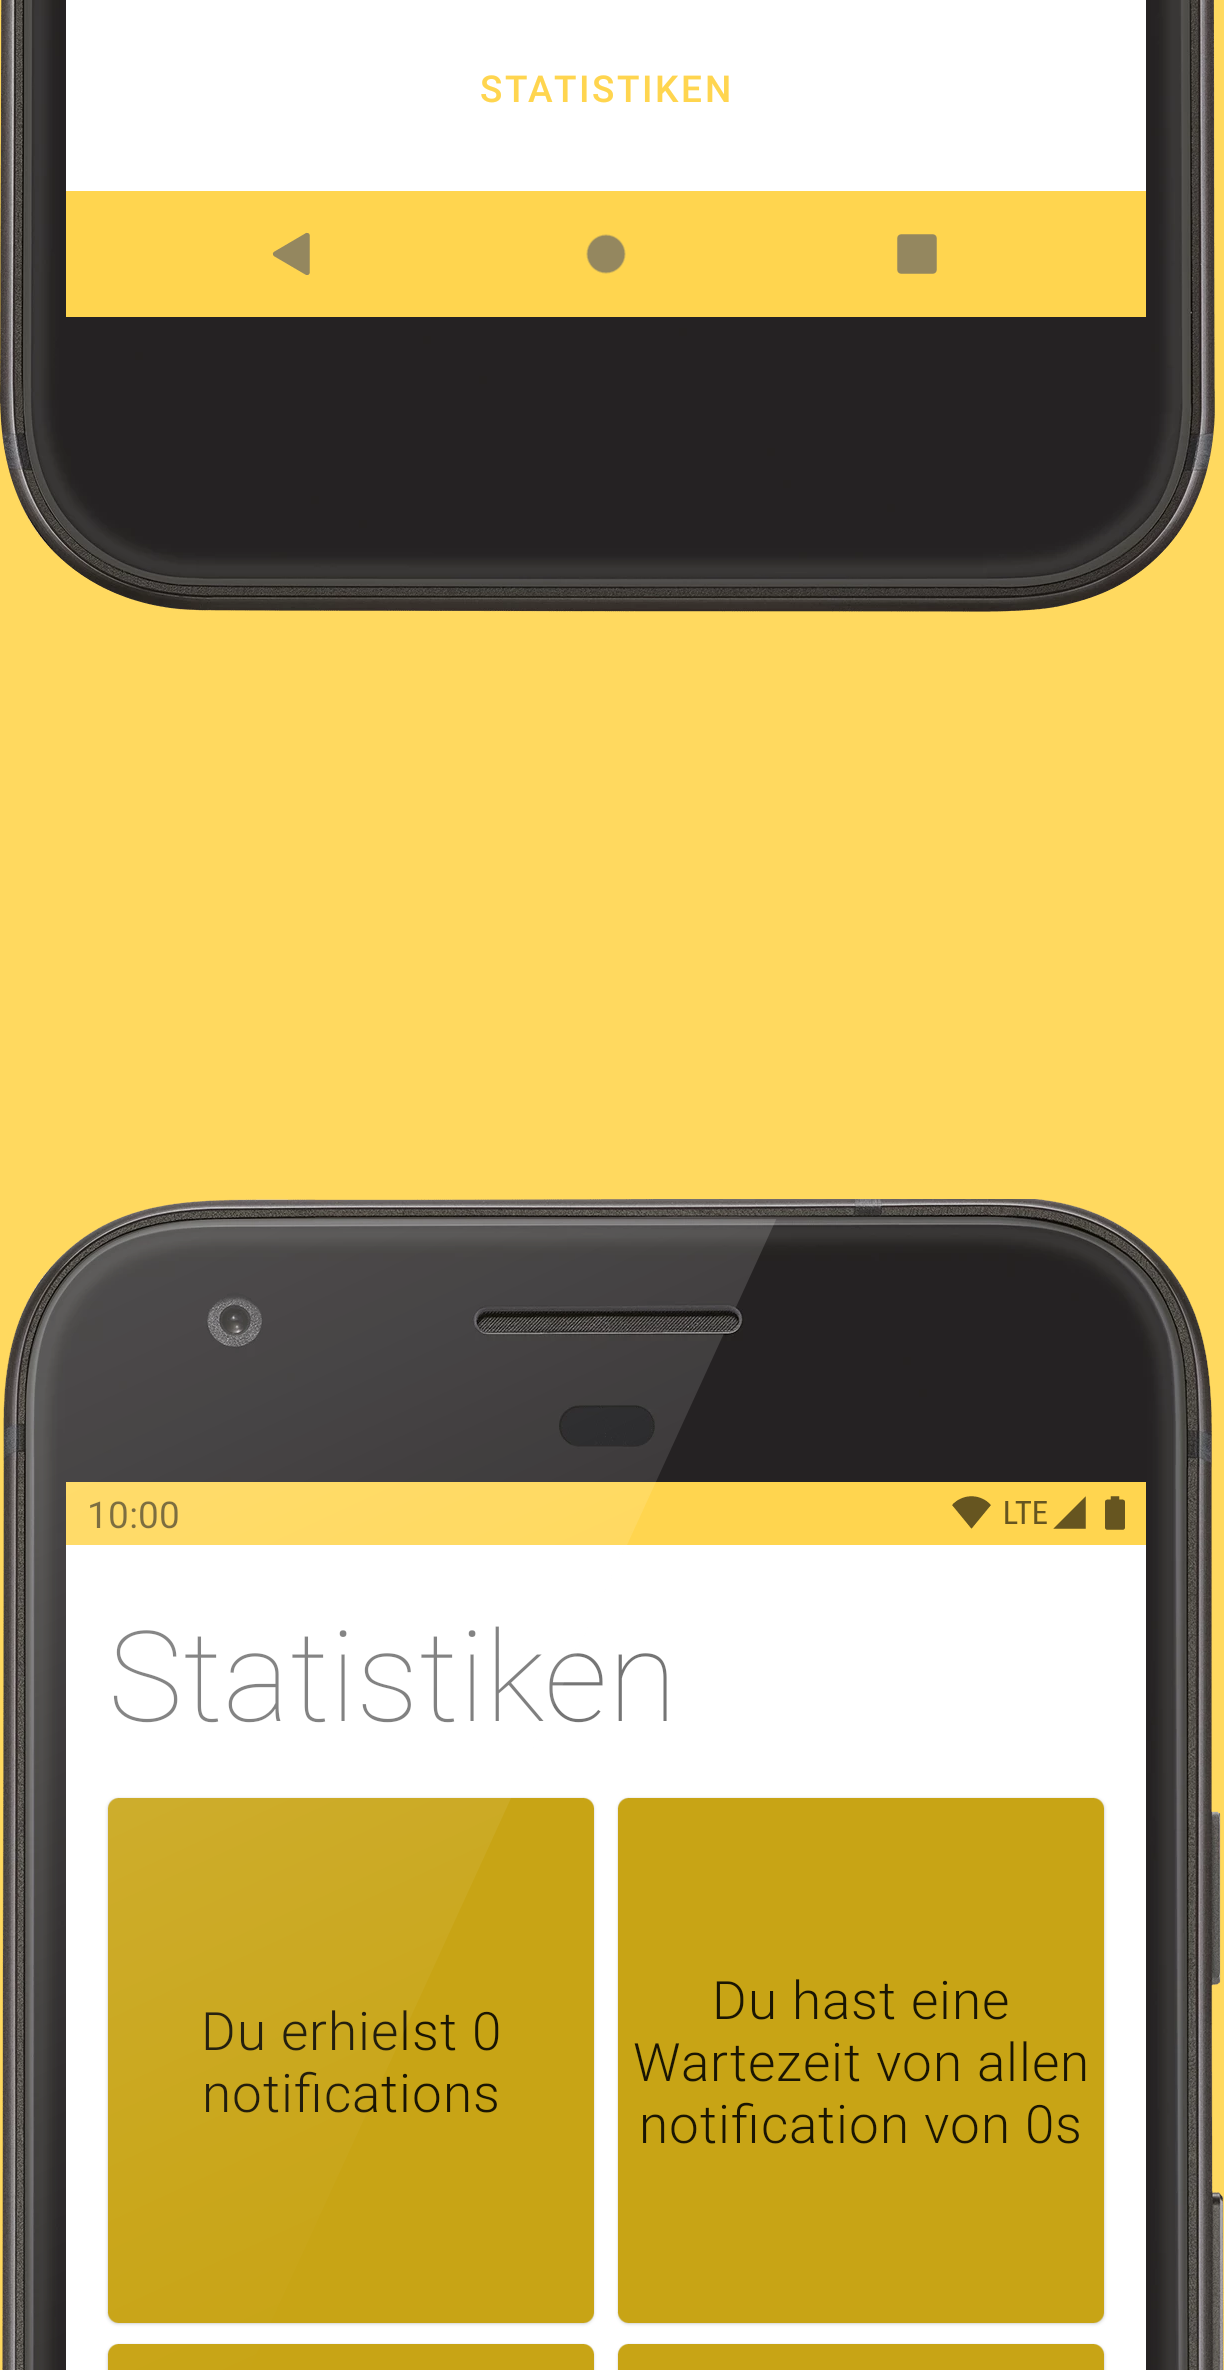 STATISTIKEN
10:00 LTE
Statistiken
Du erhielst 0
notifications
Du hast eine
Wartezeit von allen
notification von 0s